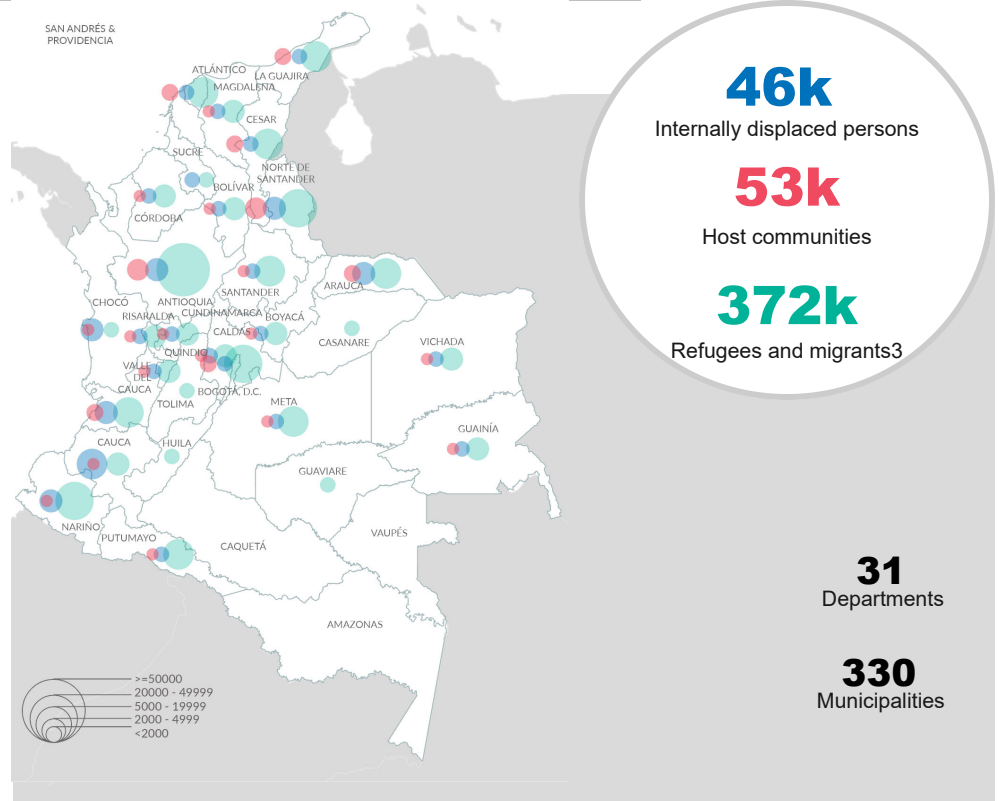 SAN ANDRÉS &
PROVIDENCIA
ATLÁNTICO
LA GUAJIRA
MAGDALENA
CESAR
SUCRE
NORTE DE
SANTANDER
BOLÍVAR
CÓRDOBA
ARAUCA
SANTANDER
CHOCÓ
ANTIOQUIA
RISARALDA
CUNDINAMARCA
BOYACÁ
CALDAS
CASANARE
VICHADA
QUINDIO
VALLE
DEL
CAUCA
BOGOTÁ, D.C.
TOLIMA
META
GUAINÍA
CAUCA
HUILA
GUAVIARE
NARIÑO
PUTUMAYO
VAUPÉS
CAQUETÁ
AMAZONAS
>=50000
20000 - 49999
5000 - 19999
2000 - 4999
<2000
46k
Internally displaced persons
53k
Host communities
372k
Refugees and migrants3
31
Departments
330
Municipalities